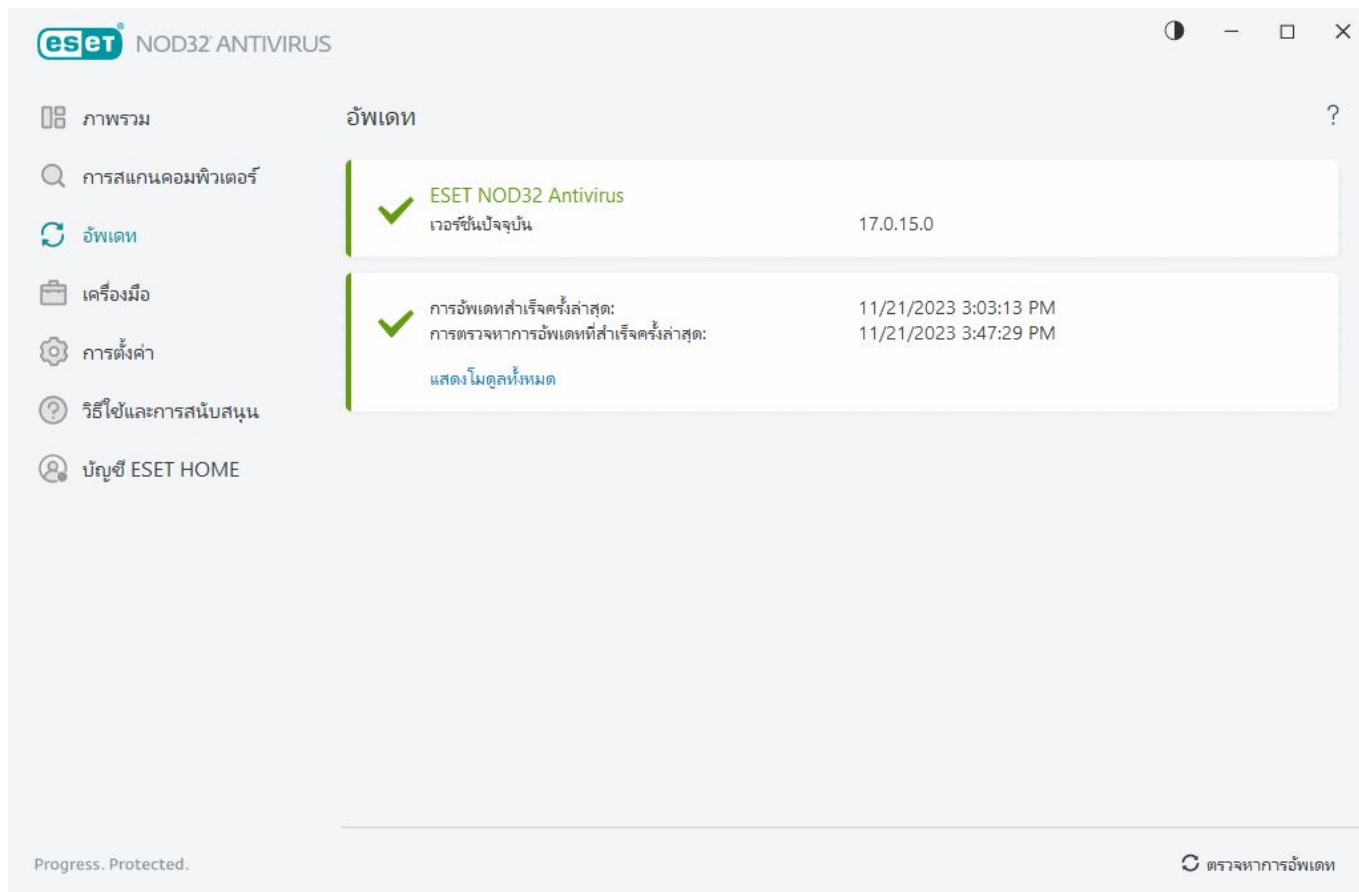 eset® NOD32® ANTIVIRUS
ภาพรวม
การสแกนคอมพิวเตอร์
อัพเดท
เครื่องมือ
การตั้งค่า
วิธีใช้และการสนับสนุน
บัญชี ESET HOME
อัพเดท
?
ESET NOD32 Antivirus
เวอร์ชันปัจจุบัน 17.0.15.0
การอัพเดทสำเร็จครั้งล่าสุด: 11/21/2023 3:03:13 PM
การตรวจหาการอัพเดทที่สำเร็จครั้งล่าสุด: 11/21/2023 3:47:29 PM
แสดงโมดูลทั้งหมด
Progress. Protected.
ตรวจหาการอัพเดท